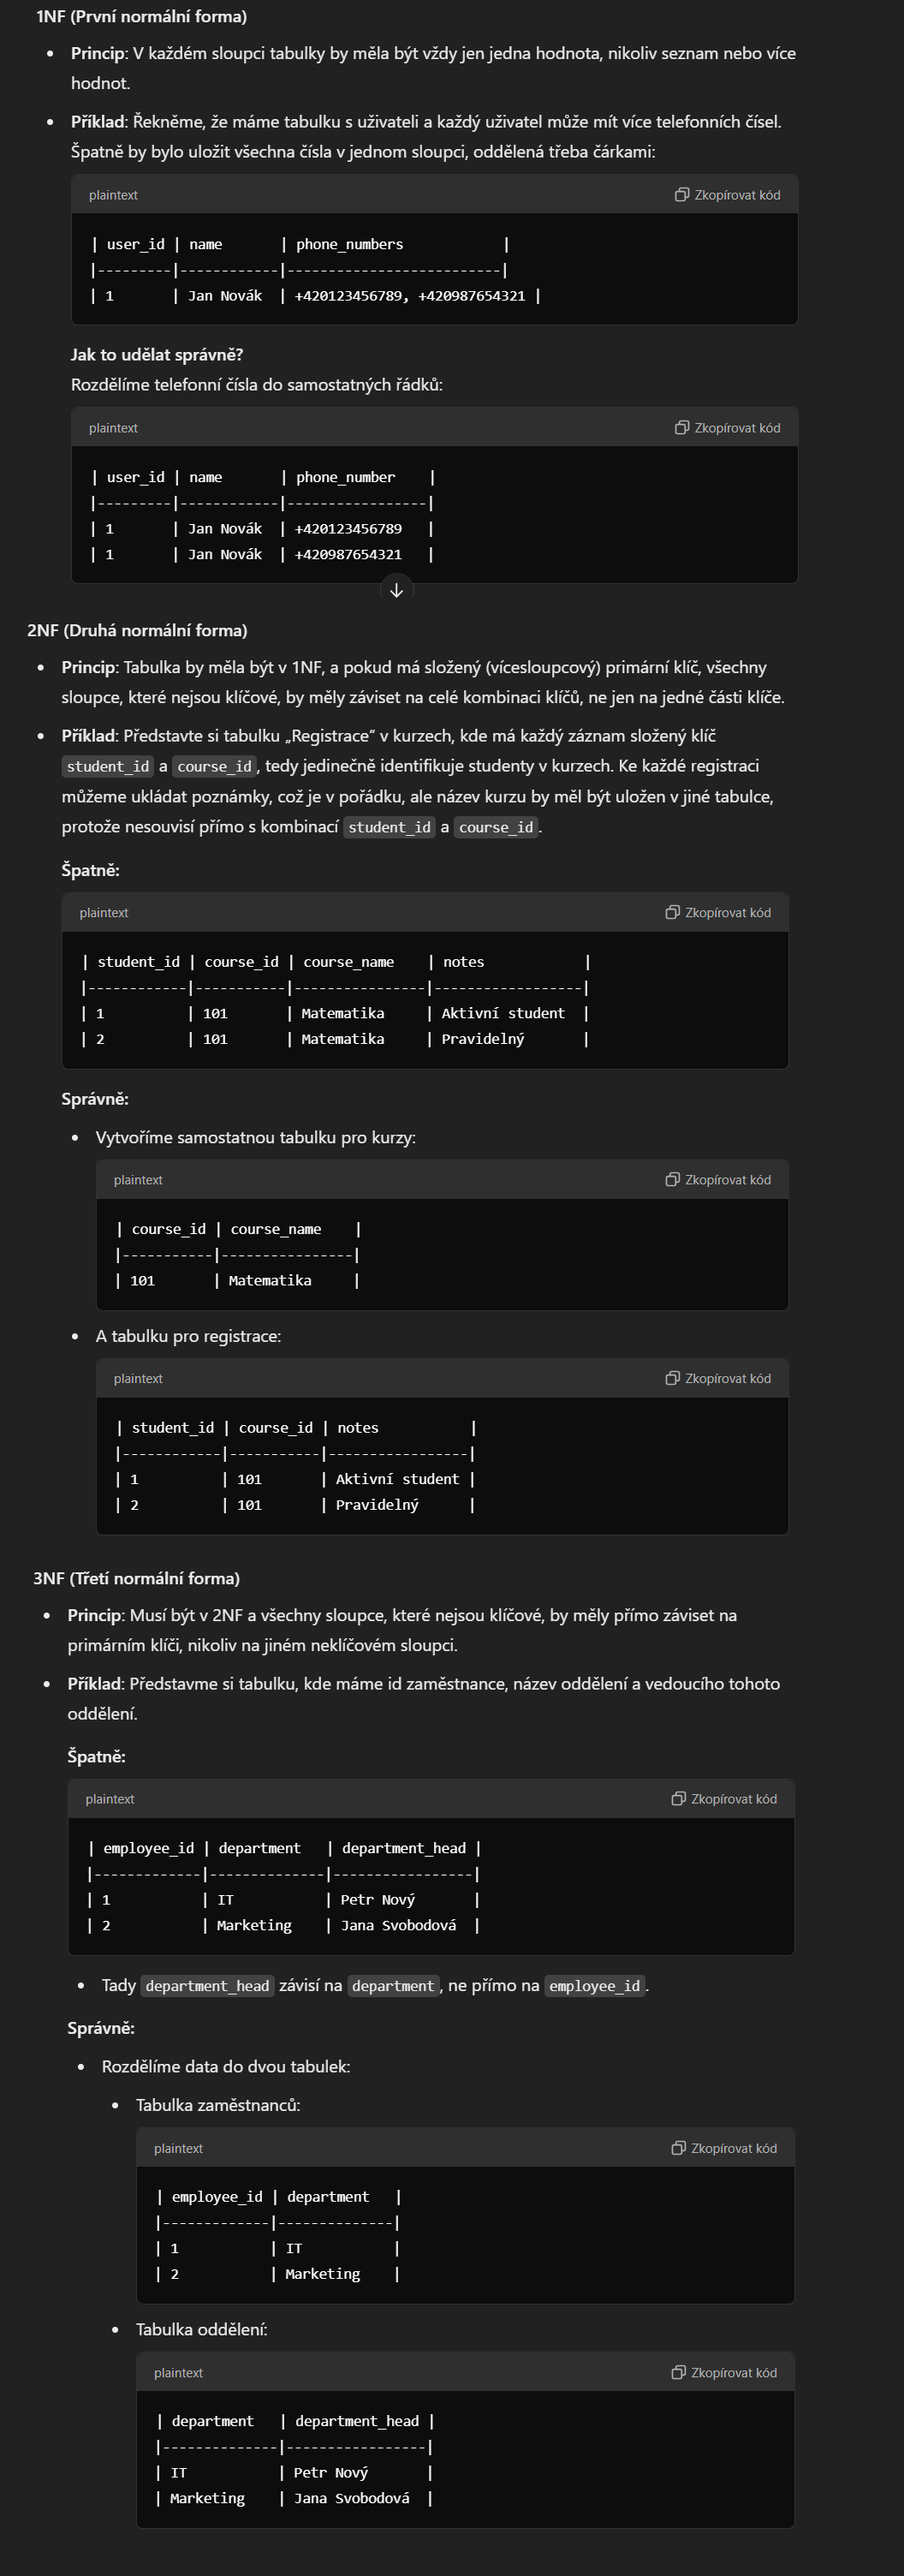 1NF (První normální forma)
• Princip: V každém sloupci tabulky by měla být vždy jen jedna hodnota, nikoliv seznam nebo více
hodnot.
• Příklad: Řekněme, že máme tabulku s uživateli a každý uživatel může mít více telefonních čísel.
Špatně by bylo uložit všechna čísla v jednom sloupci, oddělená třeba čárkami:
plaintext Zkopírovat kód
| user_id | name       | phone_numbers            |
|---------|------------|--------------------------|
| 1       | Jan Novák  | +420123456789, +420987654321 |
Jak to udělat správně?
Rozdělíme telefonní čísla do samostatných řádků:
plaintext Zkopírovat kód
| user_id | name       | phone_number    |
|---------|------------|-----------------|
| 1       | Jan Novák  | +420123456789   |
| 1       | Jan Novák  | +420987654321   |
2NF (Druhá normální forma)
• Princip: Tabulka by měla být v 1NF, a pokud má složený (vícesloupcový) primární klíč, všechny
sloupce, které nejsou klíčové, by měly záviset na celé kombinaci klíčů, ne jen na jedné části klíče.
• Příklad: Představte si tabulku „Registrace“ v kurzech, kde má každý záznam složený klíč
student_id a course_id, tedy jedinečně identifikuje studenty v kurzech. Ke každé registraci
můžeme ukládat poznámky, což je v pořádku, ale název kurzu by měl být uložen v jiné tabulce,
protože nesouvisí přímo s kombinací student_id a course_id.
Špatně:
plaintext Zkopírovat kód
| student_id | course_id | course_name    | notes            |
|------------|-----------|----------------|------------------|
| 1          | 101       | Matematika     | Aktivní student  |
| 2          | 101       | Matematika     | Pravidelný       |
Správně:
• Vytvoříme samostatnou tabulku pro kurzy:
plaintext Zkopírovat kód
| course_id | course_name    |
|-----------|----------------|
| 101       | Matematika     |
• A tabulku pro registrace:
plaintext Zkopírovat kód
| student_id | course_id | notes           |
|------------|-----------|-----------------|
| 1          | 101       | Aktivní student |
| 2          | 101       | Pravidelný      |
3NF (Třetí normální forma)
• Princip: Musí být v 2NF a všechny sloupce, které nejsou klíčové, by měly přímo záviset na
primárním klíči, nikoliv na jiném neklíčovém sloupci.
• Příklad: Představme si tabulku, kde máme id zaměstnance, název oddělení a vedoucího tohoto
oddělení.
Špatně:
plaintext Zkopírovat kód
| employee_id | department   | department_head |
|-------------|--------------|-----------------|
| 1           | IT           | Petr Nový       |
| 2           | Marketing    | Jana Svobodová  |
• Tady department_head závisí na department, ne přímo na employee_id.
Správně:
• Rozdělíme data do dvou tabulek:
• Tabulka zaměstnanců:
plaintext Zkopírovat kód
| employee_id | department   |
|-------------|--------------|
| 1           | IT           |
| 2           | Marketing    |
• Tabulka oddělení:
plaintext Zkopírovat kód
| department   | department_head |
|--------------|-----------------|
| IT           | Petr Nový       |
| Marketing    | Jana Svobodová  |